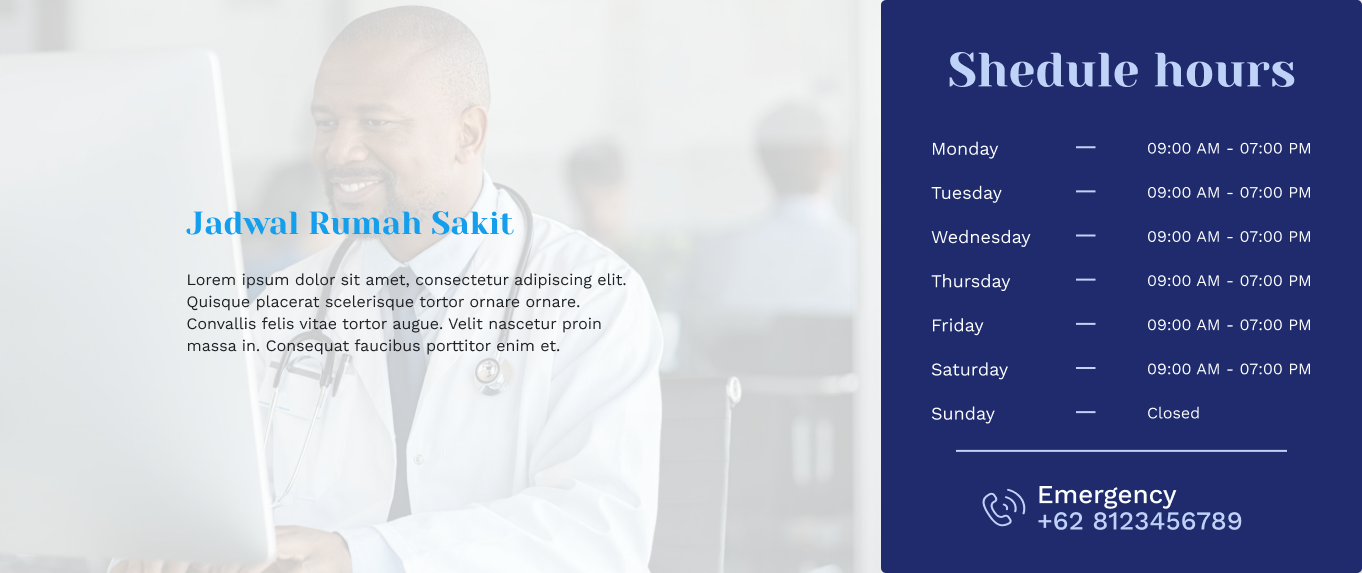 Jadwal Rumah Sakit
Lorem ipsum dolor sit amet, consectetur adipiscing elit.
Quisque placerat scelerisque tortor ornare ornare.
Convallis felis vitae tortor augue. Velit nascetur proin
massa in. Consequat faucibus porttitor enim et.
Shedule hours
Monday — 09:00 AM - 07:00 PM
Tuesday — 09:00 AM - 07:00 PM
Wednesday — 09:00 AM - 07:00 PM
Thursday — 09:00 AM - 07:00 PM
Friday — 09:00 AM - 07:00 PM
Saturday — 09:00 AM - 07:00 PM
Sunday — Closed
Emergency
+62 8123456789